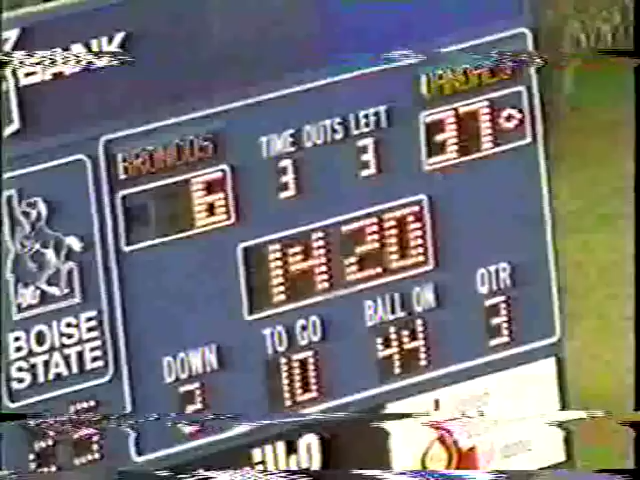 BANK
BRONCOS TIME OUTS LEFT VANDALS
6 3 3 37
14 20
BOISE
STATE
DOWN TO GO BALL ON QTR
2 10 44 3